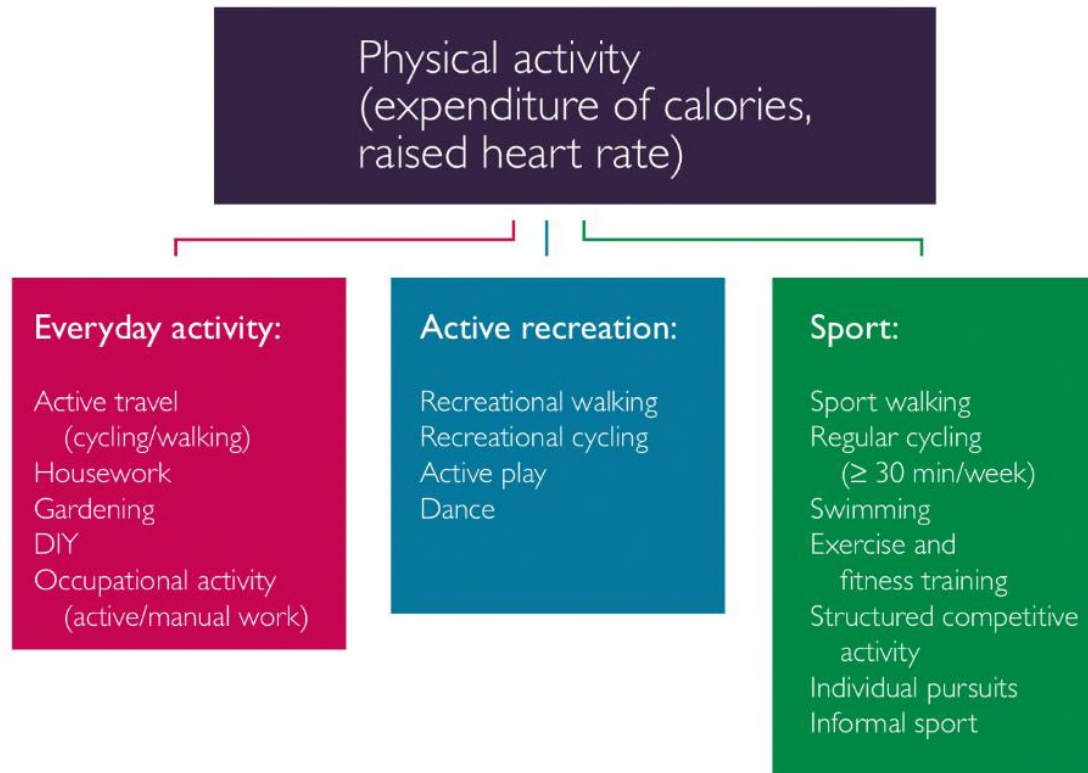 Physical activity
(expenditure of calories,
raised heart rate)
Everyday activity:
Active travel
(cycling/walking)
Housework
Gardening
DIY
Occupational activity
(active/manual work)
Active recreation:
Recreational walking
Recreational cycling
Active play
Dance
Sport:
Sport walking
Regular cycling
(≥ 30 min/week)
Swimming
Exercise and
fitness training
Structured competitive
activity
Individual pursuits
Informal sport